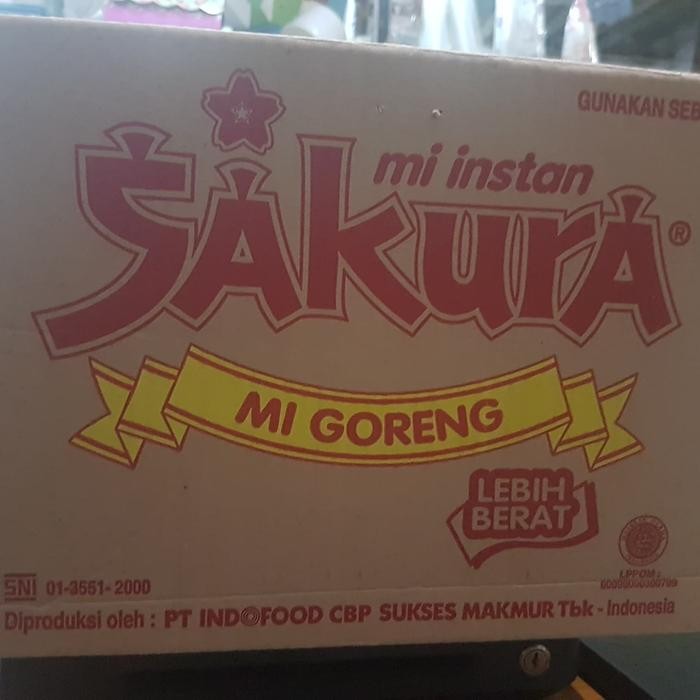 GUNAKAN SEB
mi instan
SAkurA®
MI GORENG
LEBIH
BERAT
SNI 01-3551-2000
LPPOM :
Diproduksi oleh : PT INDOFOOD CBP SUKSES MAKMUR Tbk - Indonesia